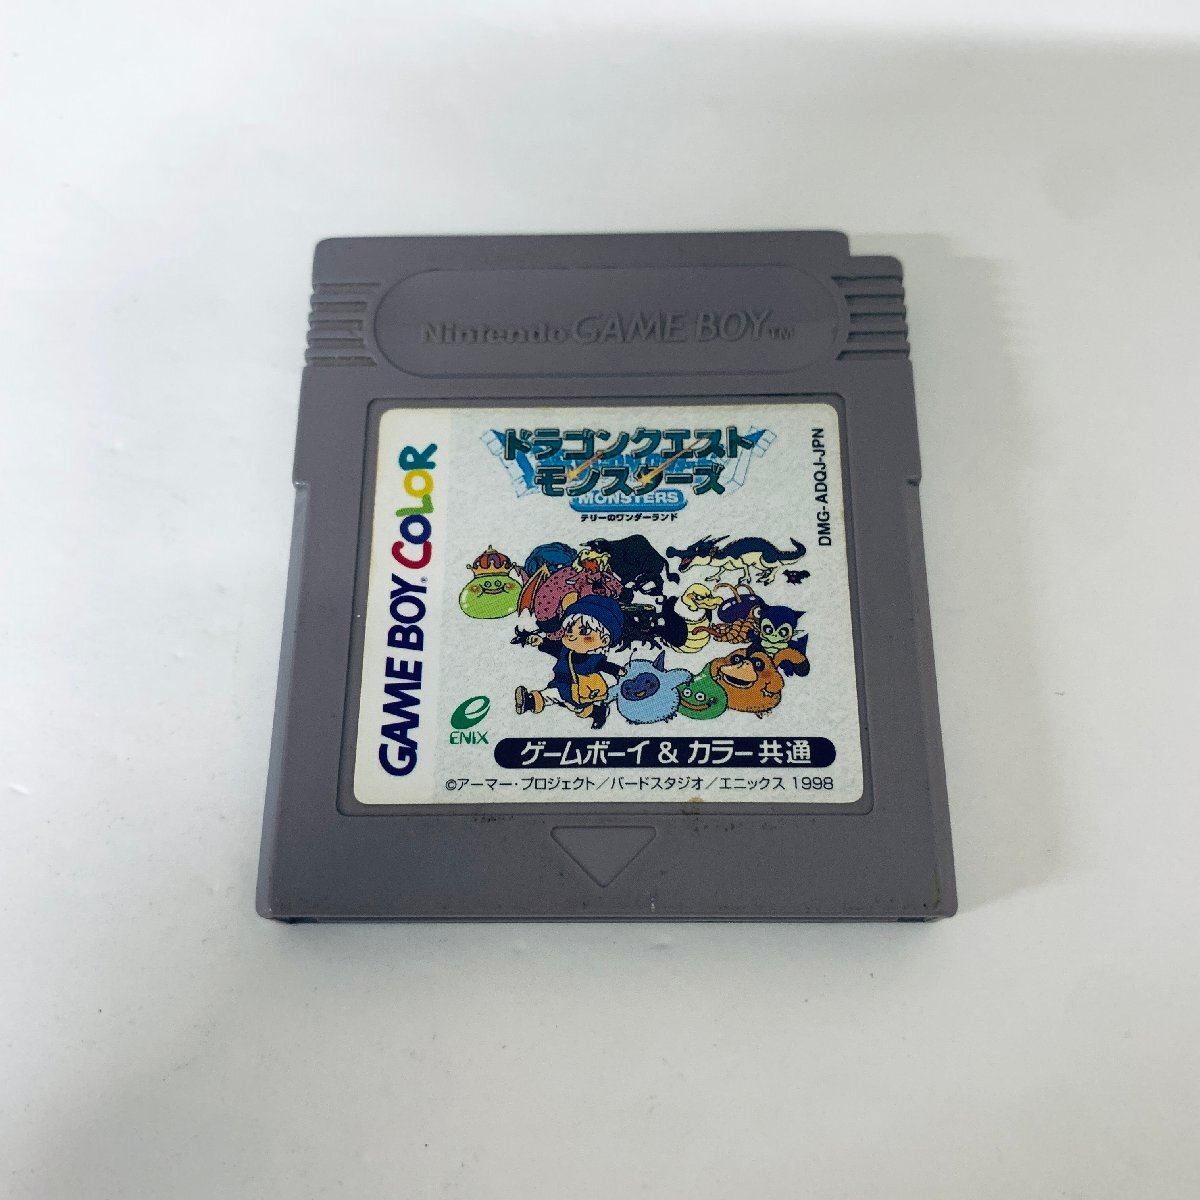 Nintendo GAME BOY TM
GAME BOY COLOR
ドラゴンクエスト
モンスターズ
MONSTERS
テリーのワンダーランド
DMG-ADQJ-JPN
ENIX
ゲームボーイ & カラー共通
©アーマー・プロジェクト／バードスタジオ／エニックス 1998